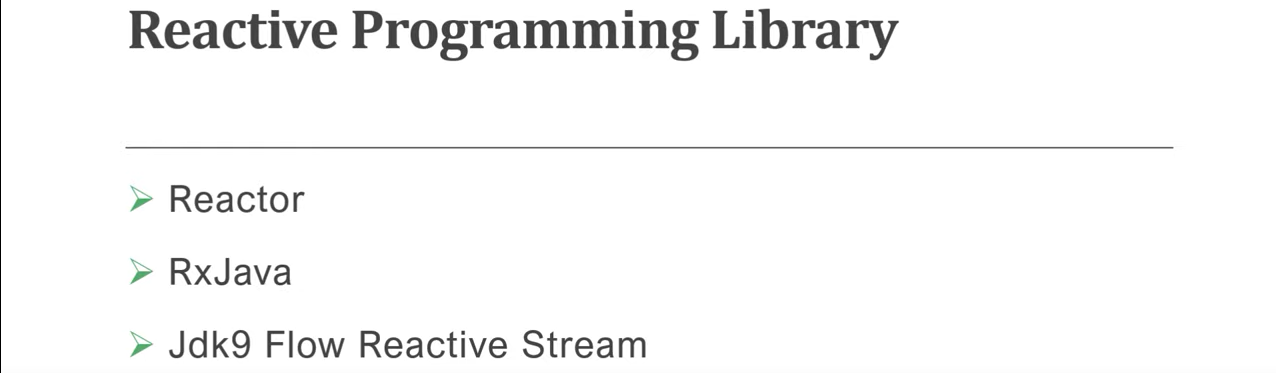 Reactive Programming Library
Reactor
RxJava
Jdk9 Flow Reactive Stream